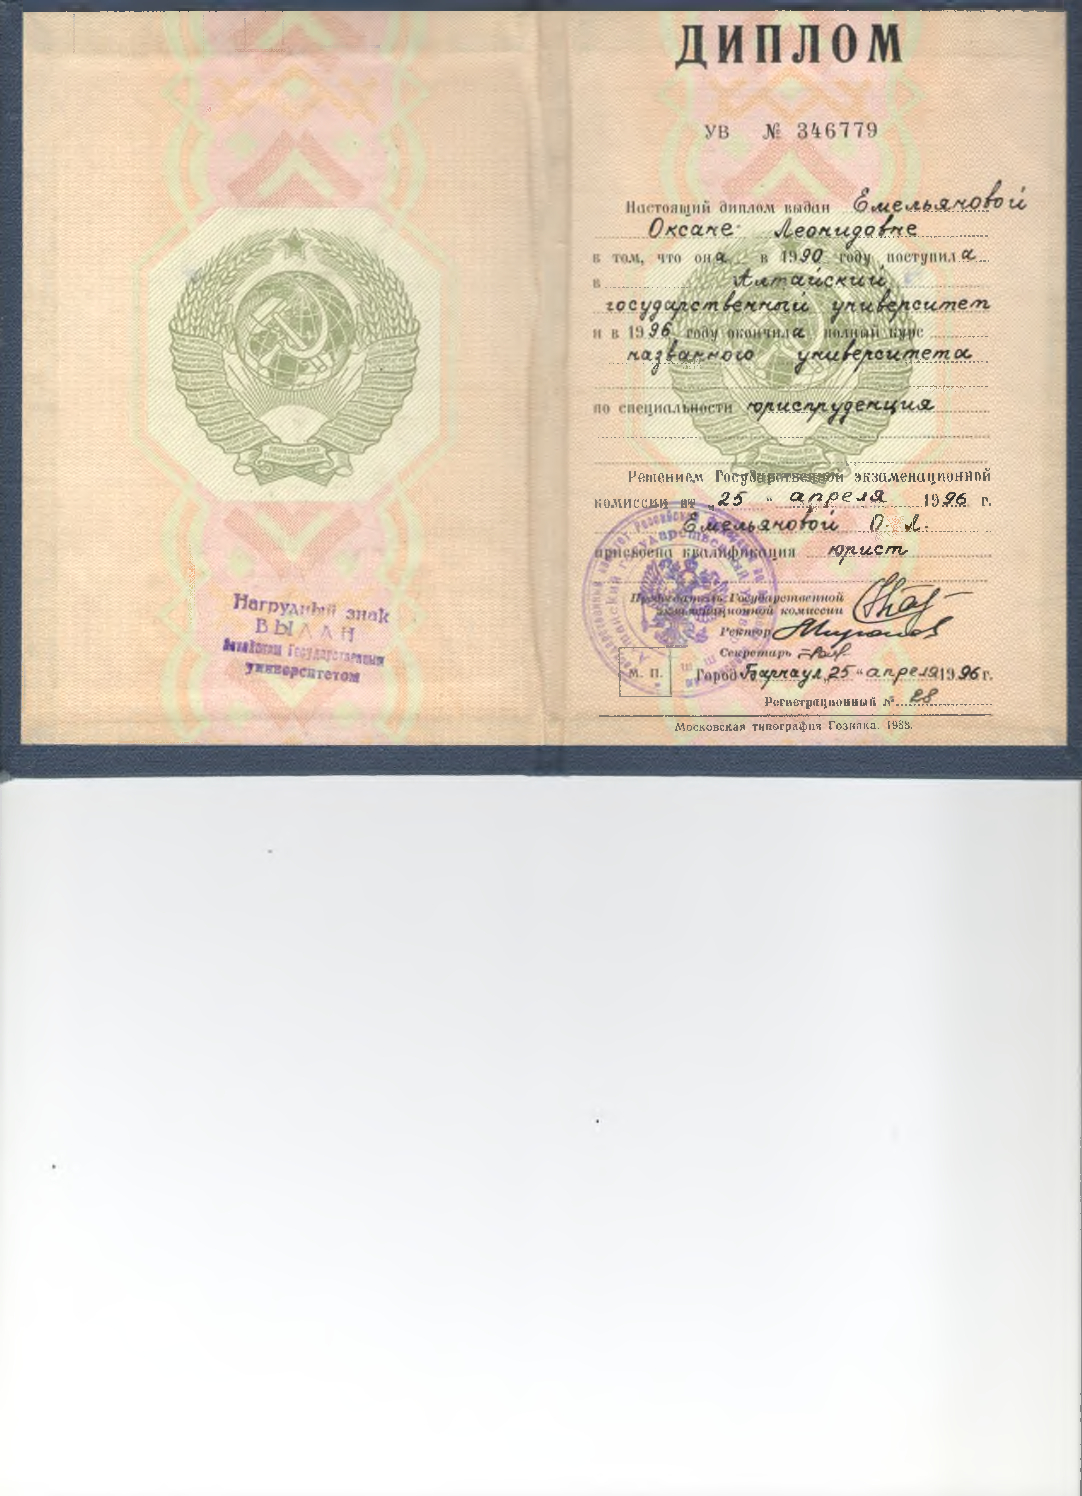 ДИПЛОМ
УВ № 346779
Настоящий диплом выдан Емельяновой
Оксане Леонидовне
в том, что она в 1990 году поступила
в Алтайский
государственный университет
и в 1996 году окончила полный курс
названного университета
по специальности юриспруденция
Решением Государственной экзаменационной
комиссии от „25“ апреля 1996 г.
Емельяновой О. Л.
присвоена квалификация юрист
Председатель Государственной
экзаменационной комиссии
Ректор
Секретарь
М. П.
Город Барнаул „25“ апреля 1996 г.
Регистрационный № 28
Московская типография Гознака. 1988.
Нагрудный знак
ВЫДАН
Алтайским Государственным
университетом